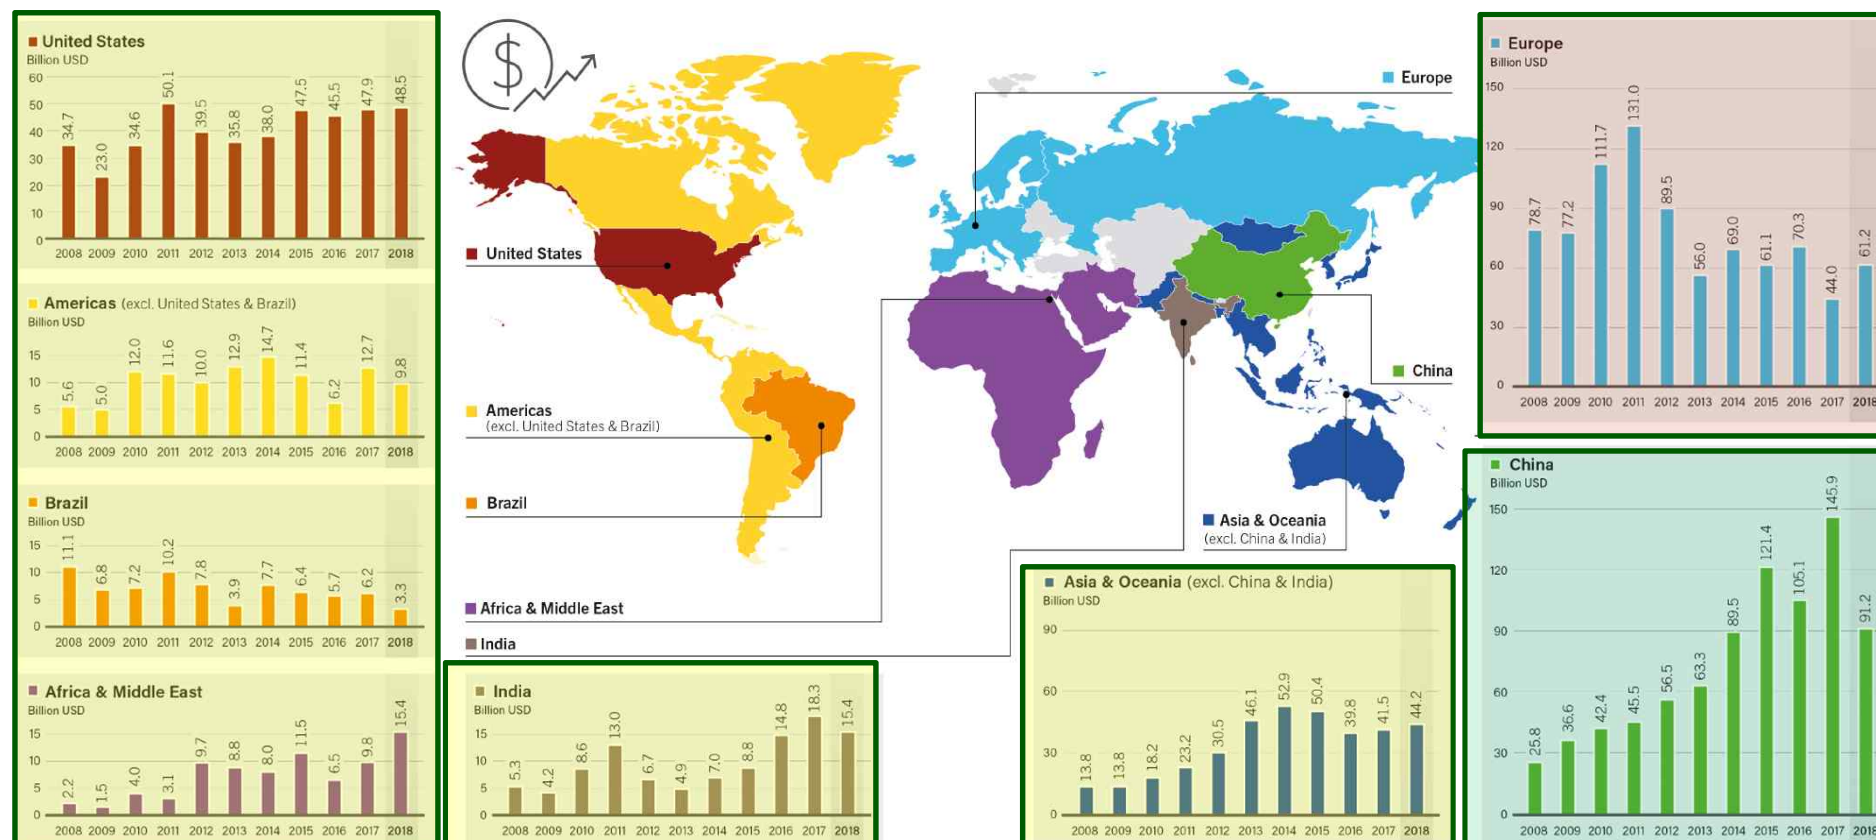 United States
Billion USD
60
50
40
30
20
10
0
34.7 23.0 34.6 50.1 39.5 35.8 38.0 47.5 45.5 47.9 48.5
2008 2009 2010 2011 2012 2013 2014 2015 2016 2017 2018
Americas (excl. United States & Brazil)
Billion USD
15
10
5
0
5.6 5.0 12.0 11.6 10.0 12.9 14.7 11.4 6.2 12.7 9.8
2008 2009 2010 2011 2012 2013 2014 2015 2016 2017 2018
Brazil
Billion USD
15
10
5
0
11.1 6.8 7.2 10.2 7.8 3.9 7.7 6.4 5.7 6.2 3.3
2008 2009 2010 2011 2012 2013 2014 2015 2016 2017 2018
Africa & Middle East
Billion USD
15
10
5
0
2.2 1.5 4.0 3.1 9.7 8.8 8.0 11.5 6.5 9.8 15.4
2008 2009 2010 2011 2012 2013 2014 2015 2016 2017 2018
$
Europe
United States
China
Americas
(excl. United States & Brazil)
Brazil
Asia & Oceania
(excl. China & India)
Africa & Middle East
India
India
Billion USD
15
10
5
0
5.3 4.2 8.6 13.0 6.7 4.9 7.0 8.8 14.8 18.3 15.4
2008 2009 2010 2011 2012 2013 2014 2015 2016 2017 2018
Asia & Oceania (excl. China & India)
Billion USD
90
60
30
0
13.8 13.8 18.2 23.2 30.5 46.1 52.9 50.4 39.8 41.5 44.2
2008 2009 2010 2011 2012 2013 2014 2015 2016 2017 2018
Europe
Billion USD
150
120
90
60
30
0
78.7 77.2 111.7 131.0 89.5 56.0 69.0 61.1 70.3 44.0 61.2
2008 2009 2010 2011 2012 2013 2014 2015 2016 2017 2018
China
Billion USD
150
120
90
60
30
0
25.8 36.6 42.4 45.5 56.5 63.3 89.5 121.4 105.1 145.9 91.2
2008 2009 2010 2011 2012 2013 2014 2015 2016 2017 2018